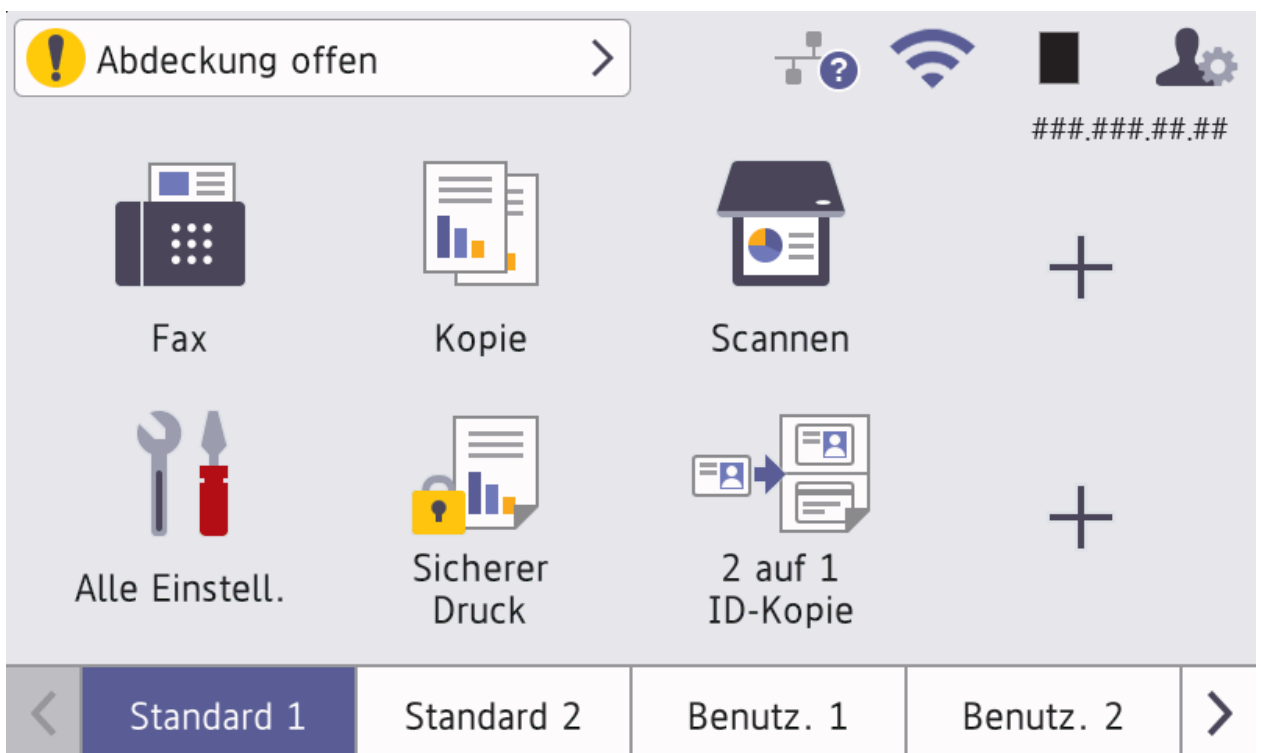 Abdeckung offen
###.###.##.##
Fax
Kopie
Scannen
Alle Einstell.
Sicherer
Druck
2 auf 1
ID-Kopie
Standard 1
Standard 2
Benutz. 1
Benutz. 2